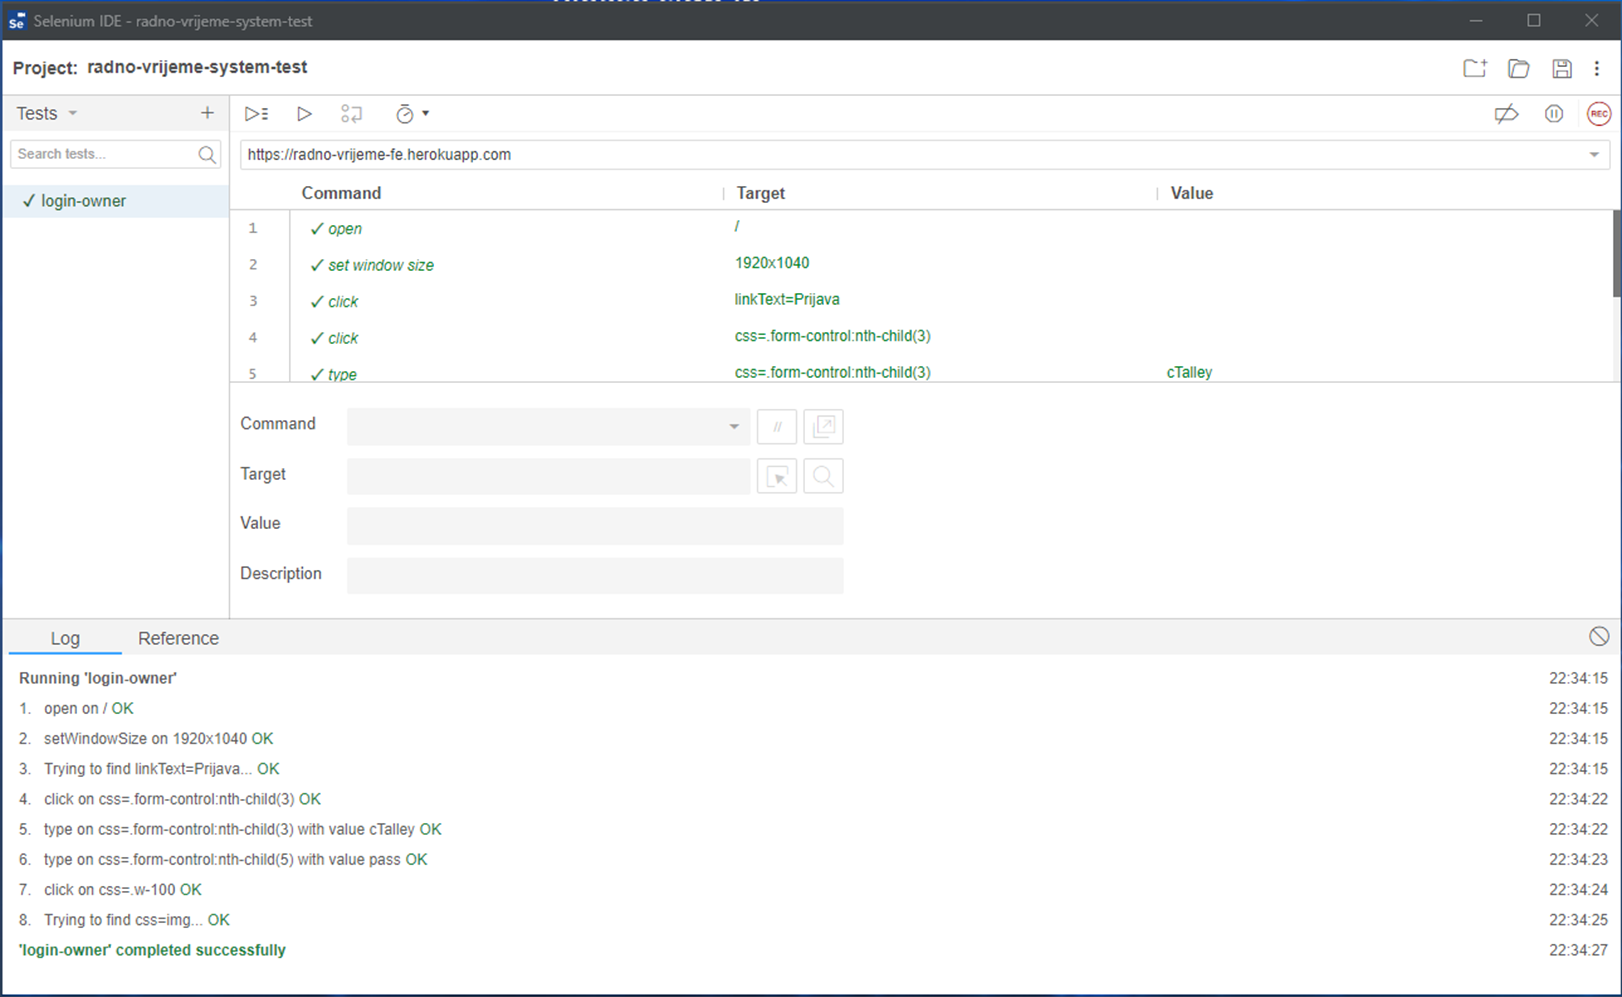 Selenium IDE - radno-vrijeme-system-test
Project: radno-vrijeme-system-test
Tests
Search tests...
✓ login-owner
REC
https://radno-vrijeme-fe.herokuapp.com
Command Target Value
1 ✓ open /
2 ✓ set window size 1920x1040
3 ✓ click linkText=Prijava
4 ✓ click css=.form-control:nth-child(3)
5 ✓ type css=.form-control:nth-child(3) cTalley
Command //
Target
Value
Description
Log Reference
Running 'login-owner' 22:34:15
1. open on / OK 22:34:15
2. setWindowSize on 1920x1040 OK 22:34:15
3. Trying to find linkText=Prijava... OK 22:34:15
4. click on css=.form-control:nth-child(3) OK 22:34:22
5. type on css=.form-control:nth-child(3) with value cTalley OK 22:34:22
6. type on css=.form-control:nth-child(5) with value pass OK 22:34:23
7. click on css=.w-100 OK 22:34:24
8. Trying to find css=img... OK 22:34:25
'login-owner' completed successfully 22:34:27